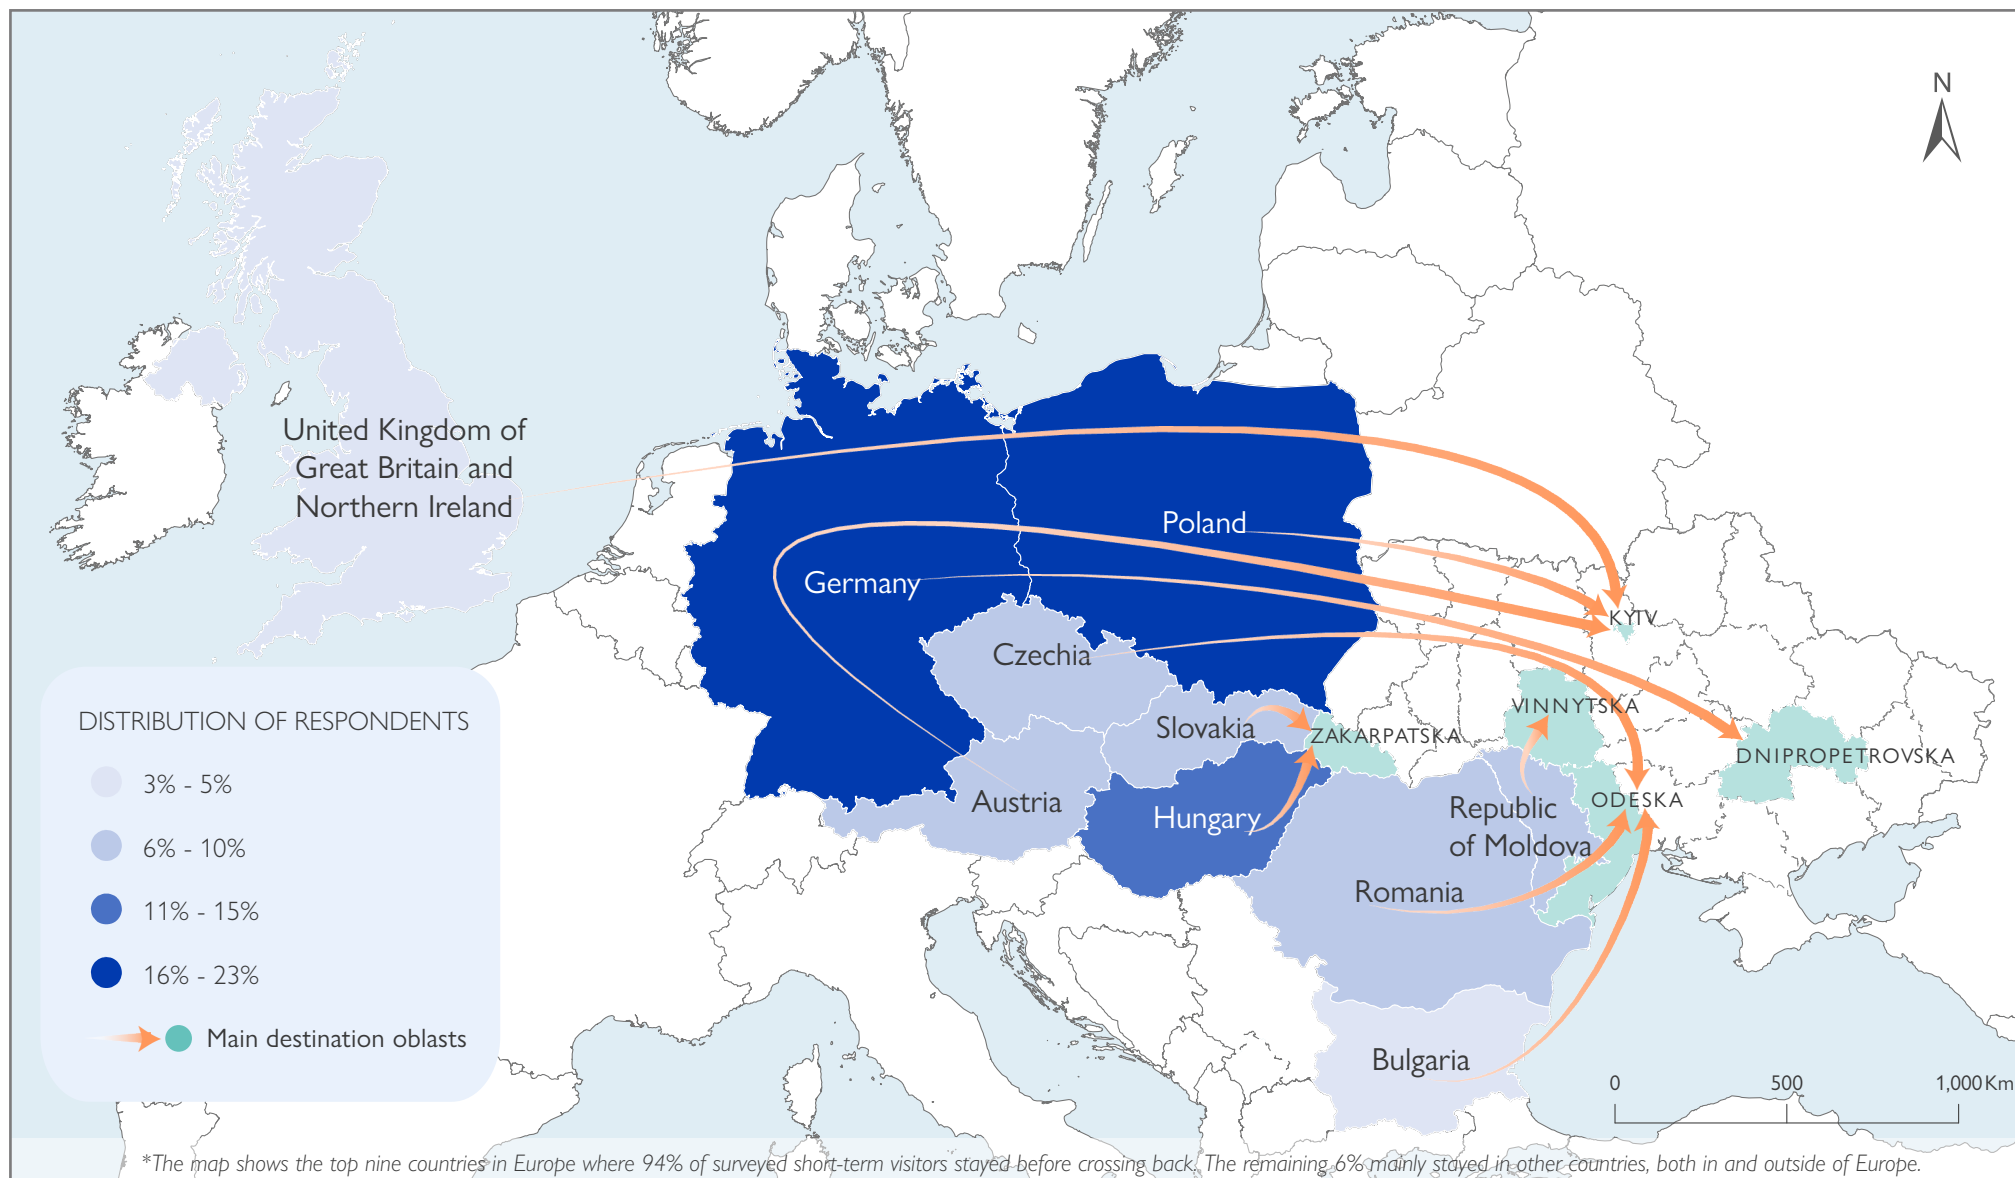 N
United Kingdom of
Great Britain and
Northern Ireland
Poland
Germany
KYIV
Czechia
VINNYTSKA
Slovakia
ZAKARPATSKA
DNIPROPETROVSKA
Austria
Hungary
ODESKA
Republic
of Moldova
Romania
Bulgaria
DISTRIBUTION OF RESPONDENTS
3% - 5%
6% - 10%
11% - 15%
16% - 23%
Main destination oblasts
0 500 1,000 Km
*The map shows the top nine countries in Europe where 94% of surveyed short-term visitors stayed before crossing back. The remaining 6% mainly stayed in other countries, both in and outside of Europe.